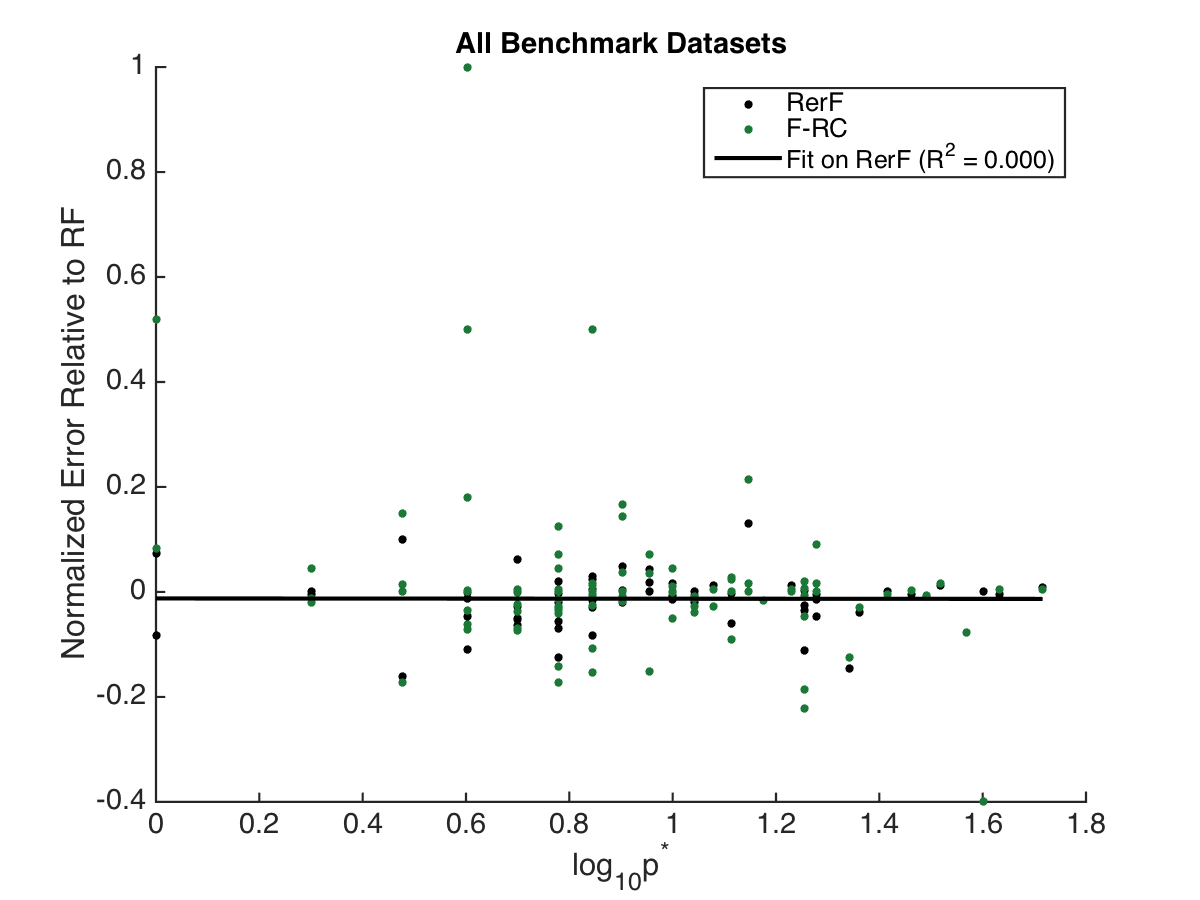 All Benchmark Datasets
RerF
F-RC
Fit on RerF (R² = 0.000)
Normalized Error Relative to RF
1
0.8
0.6
0.4
0.2
0
-0.2
-0.4
0 0.2 0.4 0.6 0.8 1 1.2 1.4 1.6 1.8
log₁₀p*